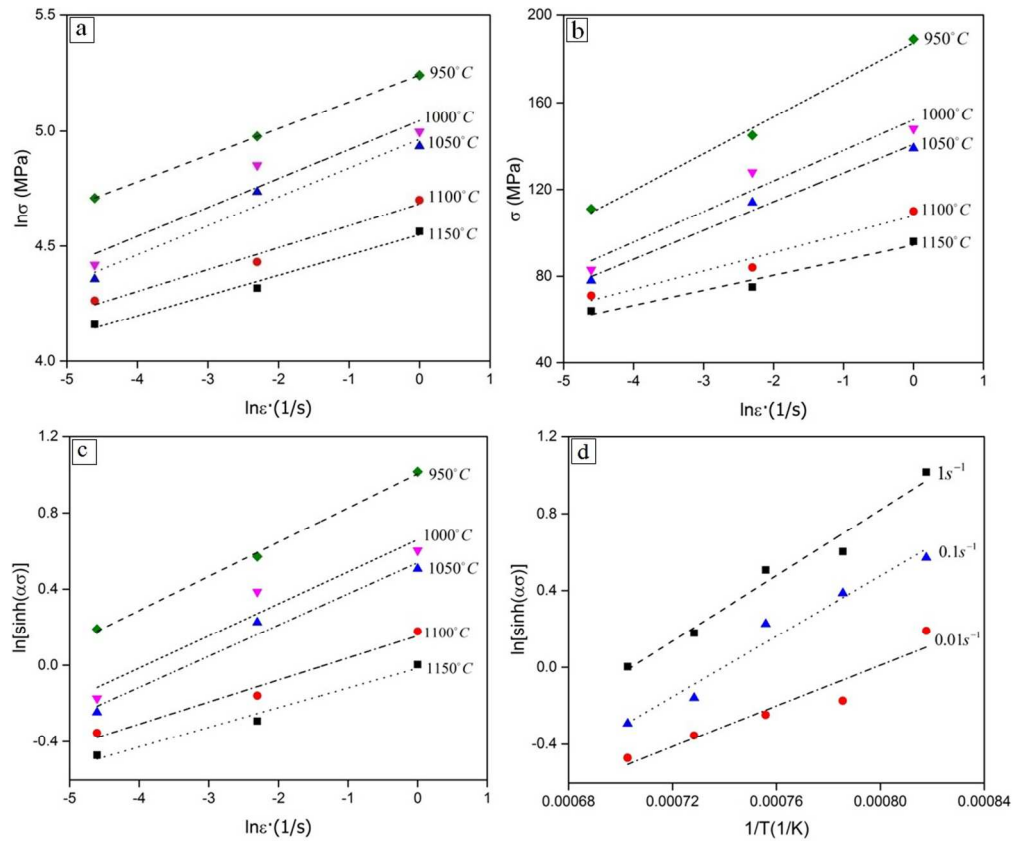 a
5.5
5.0
4.5
4.0
lnσ (MPa)
950°C
1000°C
1050°C
1100°C
1150°C
-5 -4 -3 -2 -1 0 1
lnε˙(1/s)
b
200
160
120
80
40
σ (MPa)
950°C
1000°C
1050°C
1100°C
1150°C
-5 -4 -3 -2 -1 0 1
lnε˙(1/s)
c
1.2
0.8
0.4
0.0
-0.4
ln[sinh(ασ)]
950°C
1000°C
1050°C
1100°C
1150°C
-5 -4 -3 -2 -1 0 1
lnε˙(1/s)
d
1.2
0.8
0.4
0.0
-0.4
ln[sinh(ασ)]
1s⁻¹
0.1s⁻¹
0.01s⁻¹
0.00068 0.00072 0.00076 0.00080 0.00084
1/T(1/K)